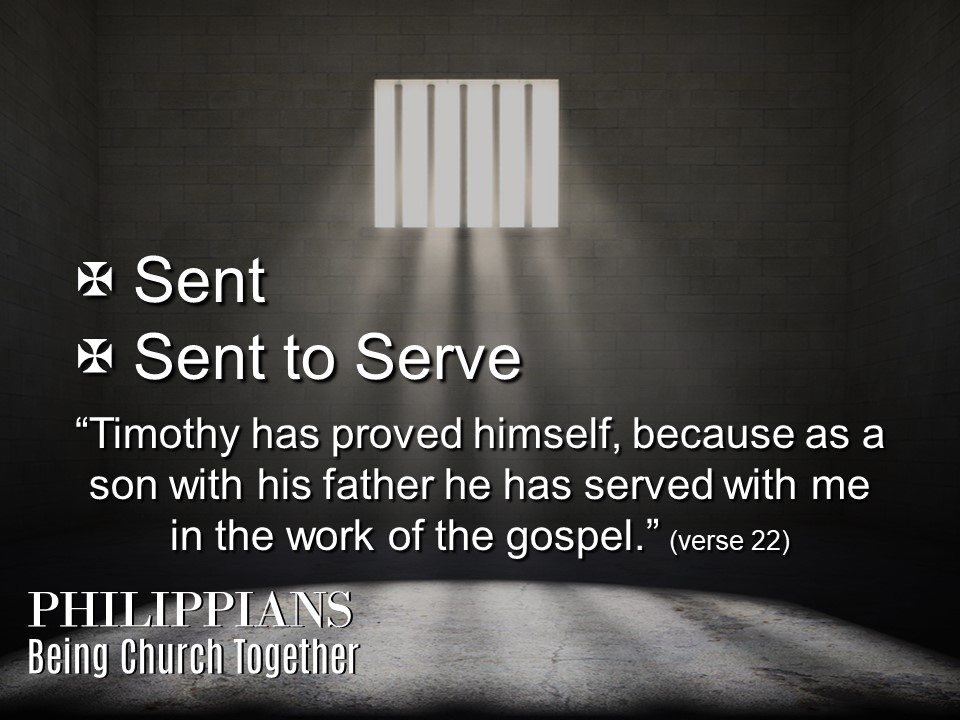 ✠ Sent
✠ Sent to Serve
“Timothy has proved himself, because as a
son with his father he has served with me
in the work of the gospel.” (verse 22)
PHILIPPIANS
Being Church Together